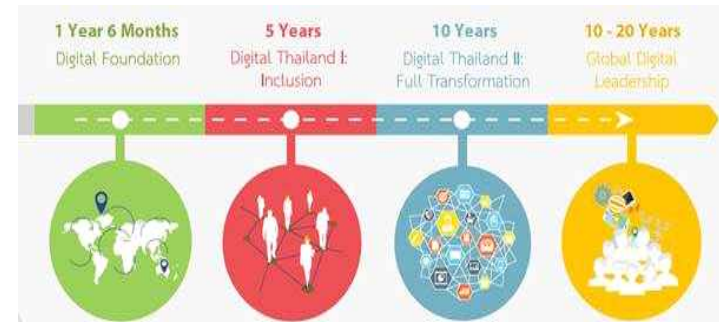 1 Year 6 Months
Digital Foundation
5 Years
Digital Thailand I:
Inclusion
10 Years
Digital Thailand II:
Full Transformation
10 - 20 Years
Global Digital
Leadership